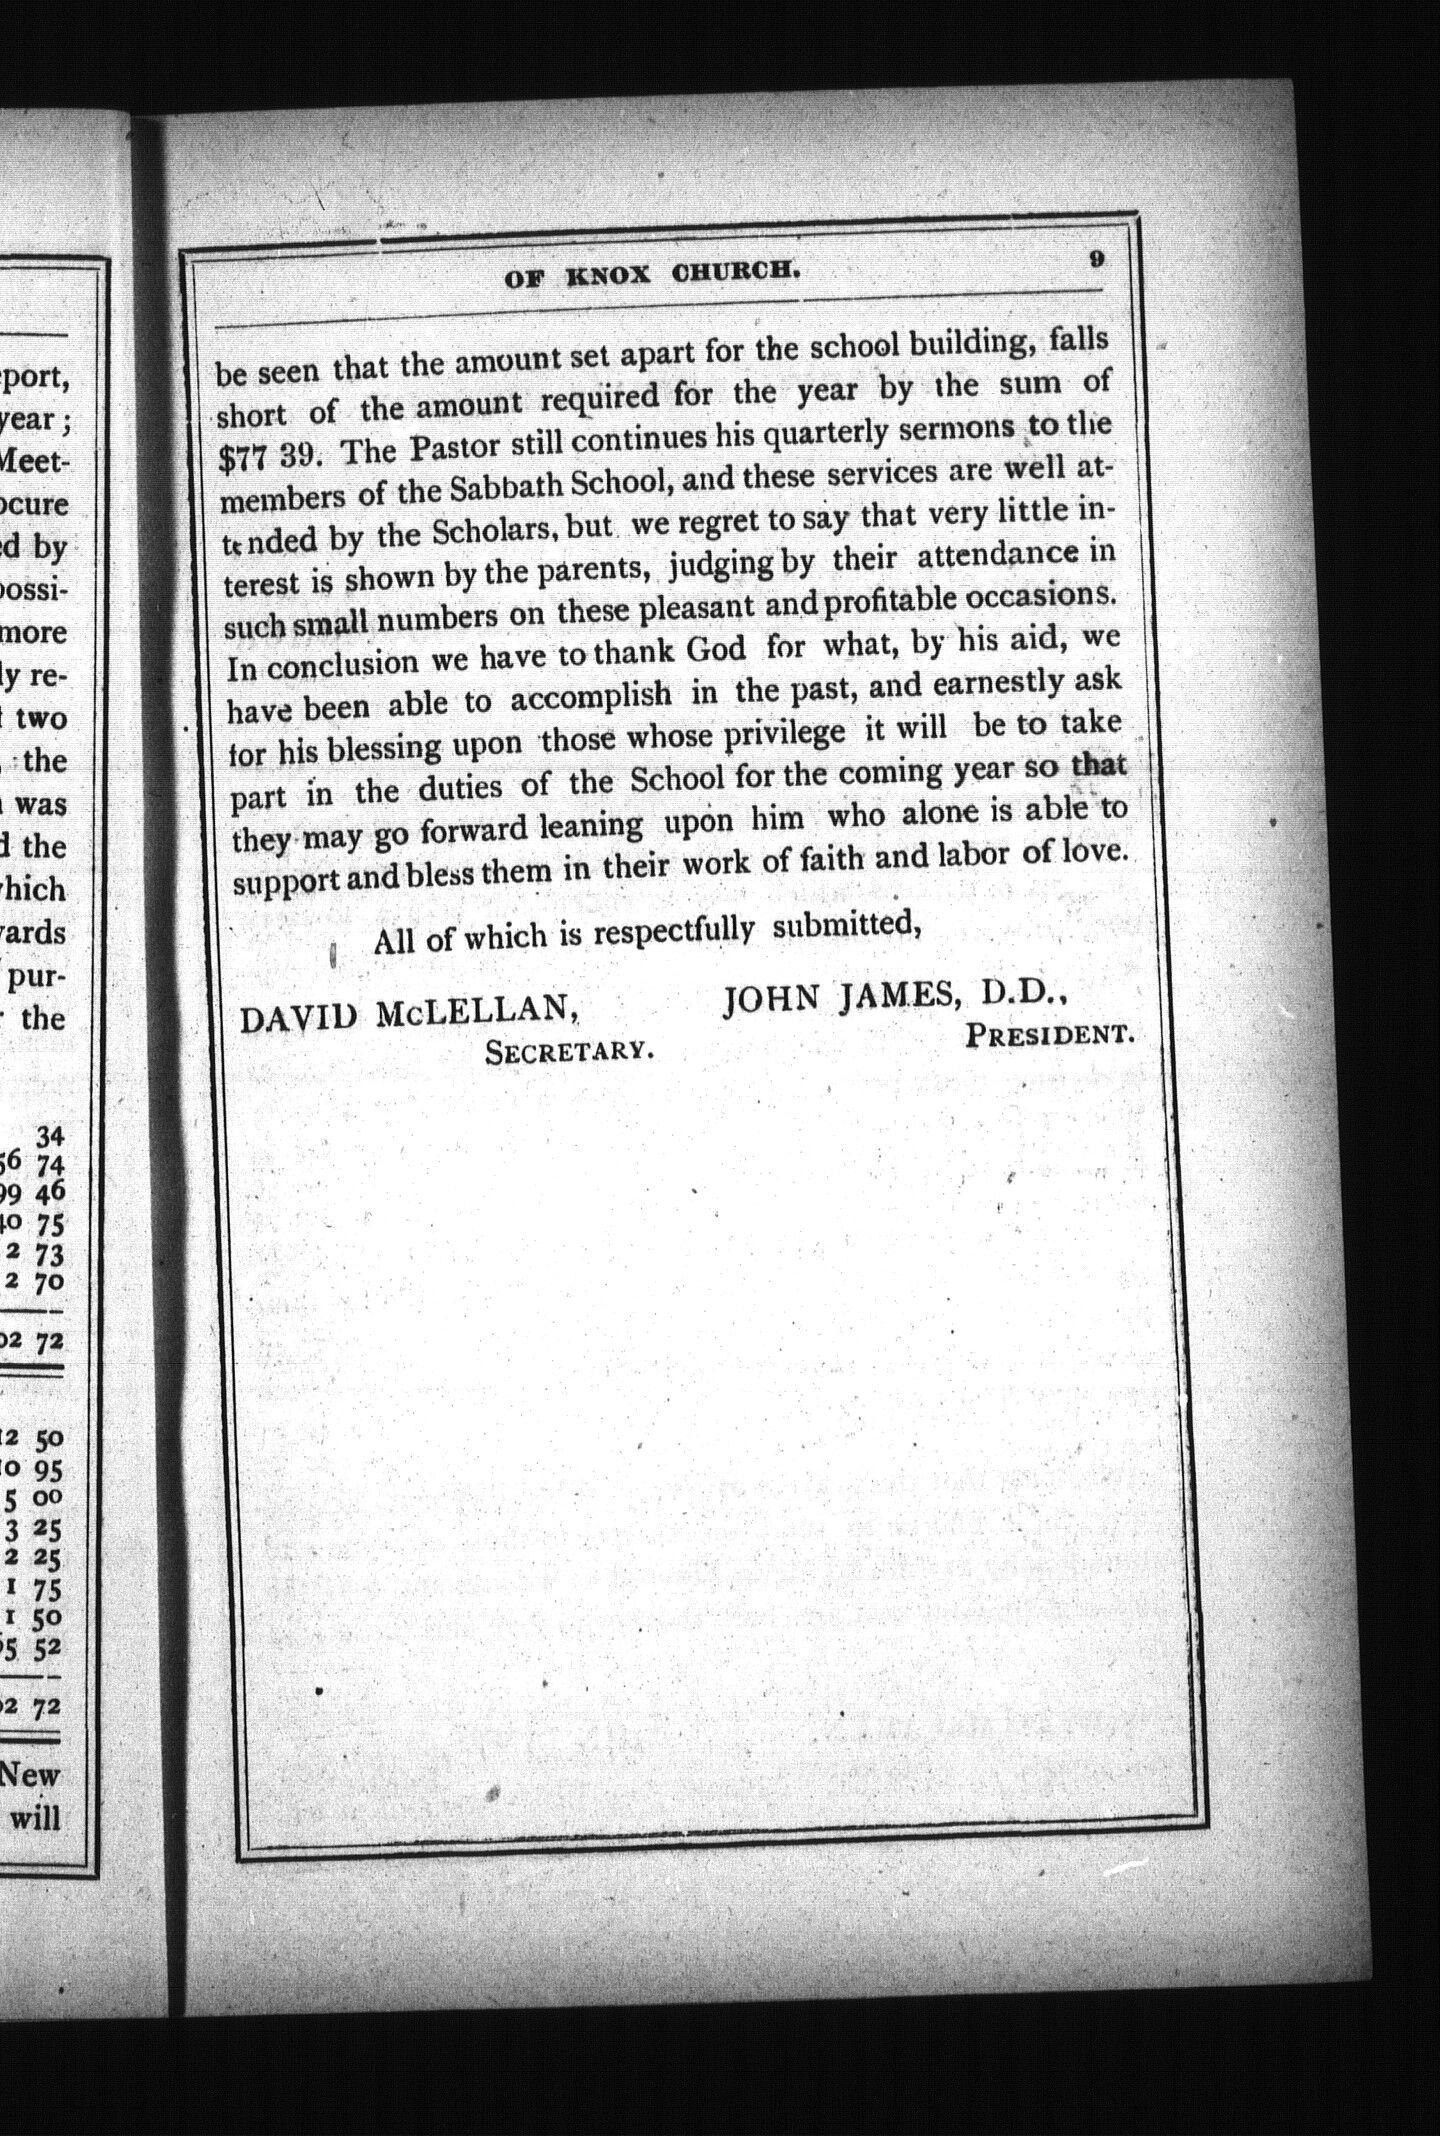 port,
year ;
Meet-
ocure
ed by
possi-
more
ly re-
two
the
was
d the
which
wards
pur-
the
34
56 74
99 46
40 75
2 73
2 70
02 72
12 50
10 95
5 00
3 25
2 25
1 75
1 50
65 52
02 72
New
will
OF KNOX CHURCH. 9
be seen that the amount set apart for the school building, falls
short of the amount required for the year by the sum of
$77 39. The Pastor still continues his quarterly sermons to the
members of the Sabbath School, and these services are well at-
tended by the Scholars, but we regret to say that very little in-
terest is shown by the parents, judging by their attendance in
such small numbers on these pleasant and profitable occasions.
In conclusion we have to thank God for what, by his aid, we
have been able to accomplish in the past, and earnestly ask
for his blessing upon those whose privilege it will be to take
part in the duties of the School for the coming year so that
they may go forward leaning upon him who alone is able to
support and bless them in their work of faith and labor of love.
All of which is respectfully submitted,
DAVID McLELLAN, JOHN JAMES, D.D.,
SECRETARY. PRESIDENT.